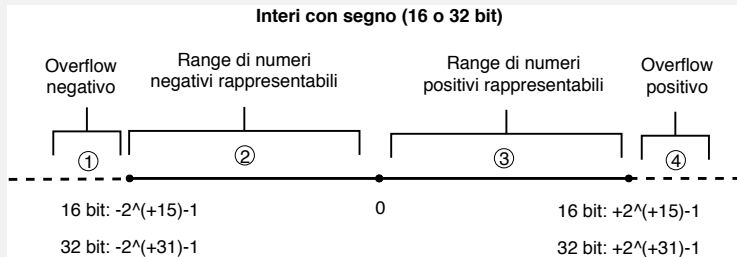 Interi con segno (16 o 32 bit)
Overflow
negativo
Range di numeri
negativi rappresentabili
Range di numeri
positivi rappresentabili
Overflow
positivo
1
2
3
4
16 bit: -2^(+15)-1
0
16 bit: +2^(+15)-1
32 bit: -2^(+31)-1
32 bit: +2^(+31)-1